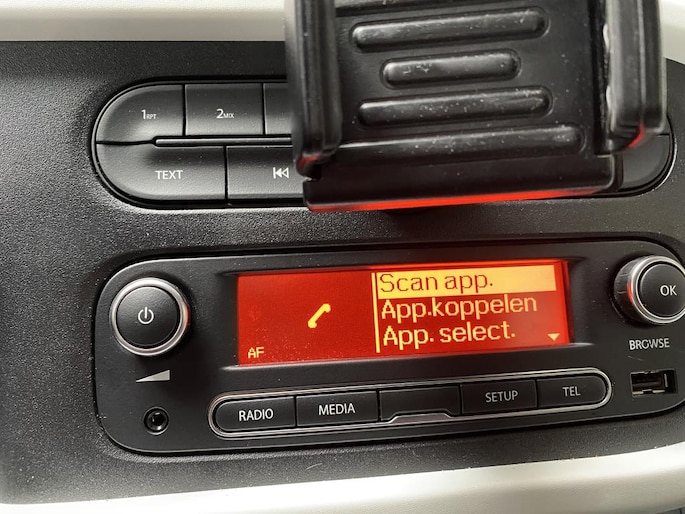 1RPT
2MIX
TEXT
Scan app.
App.koppelen
App. select.
AF
OK
BROWSE
RADIO
MEDIA
SETUP
TEL